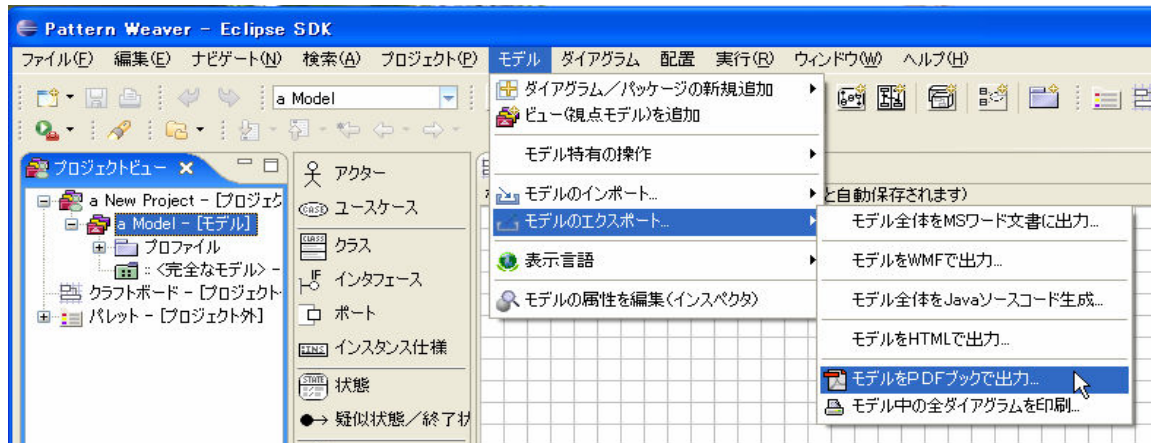 Pattern Weaver - Eclipse SDK
ファイル(F) 編集(E) ナビゲート(N) 検索(A) プロジェクト(P) モデル ダイアグラム 配置 実行(R) ウィンドウ(W) ヘルプ(H)
a Model
ダイアグラム／パッケージの新規追加
ビュー(視点モデル)を追加
モデル特有の操作
モデルのインポート...
モデルのエクスポート...
表示言語
モデルの属性を編集(インスペクタ)
プロジェクトビュー
a New Project - [プロジェク
a Model - [モデル]
プロファイル
:: <完全なモデル> -
クラフトボード - [プロジェクト
パレット - [プロジェクト外]
アクター
CASE ユースケース
CLASS クラス
IF インタフェース
ポート
:INS インスタンス仕様
STATE 状態
疑似状態／終了状
と自動保存されます)
モデル全体をMSワード文書に出力...
モデルをWMFで出力...
モデル全体をJavaソースコード生成...
モデルをHTMLで出力...
モデルをPDFブックで出力...
モデル中の全ダイアグラムを印刷...